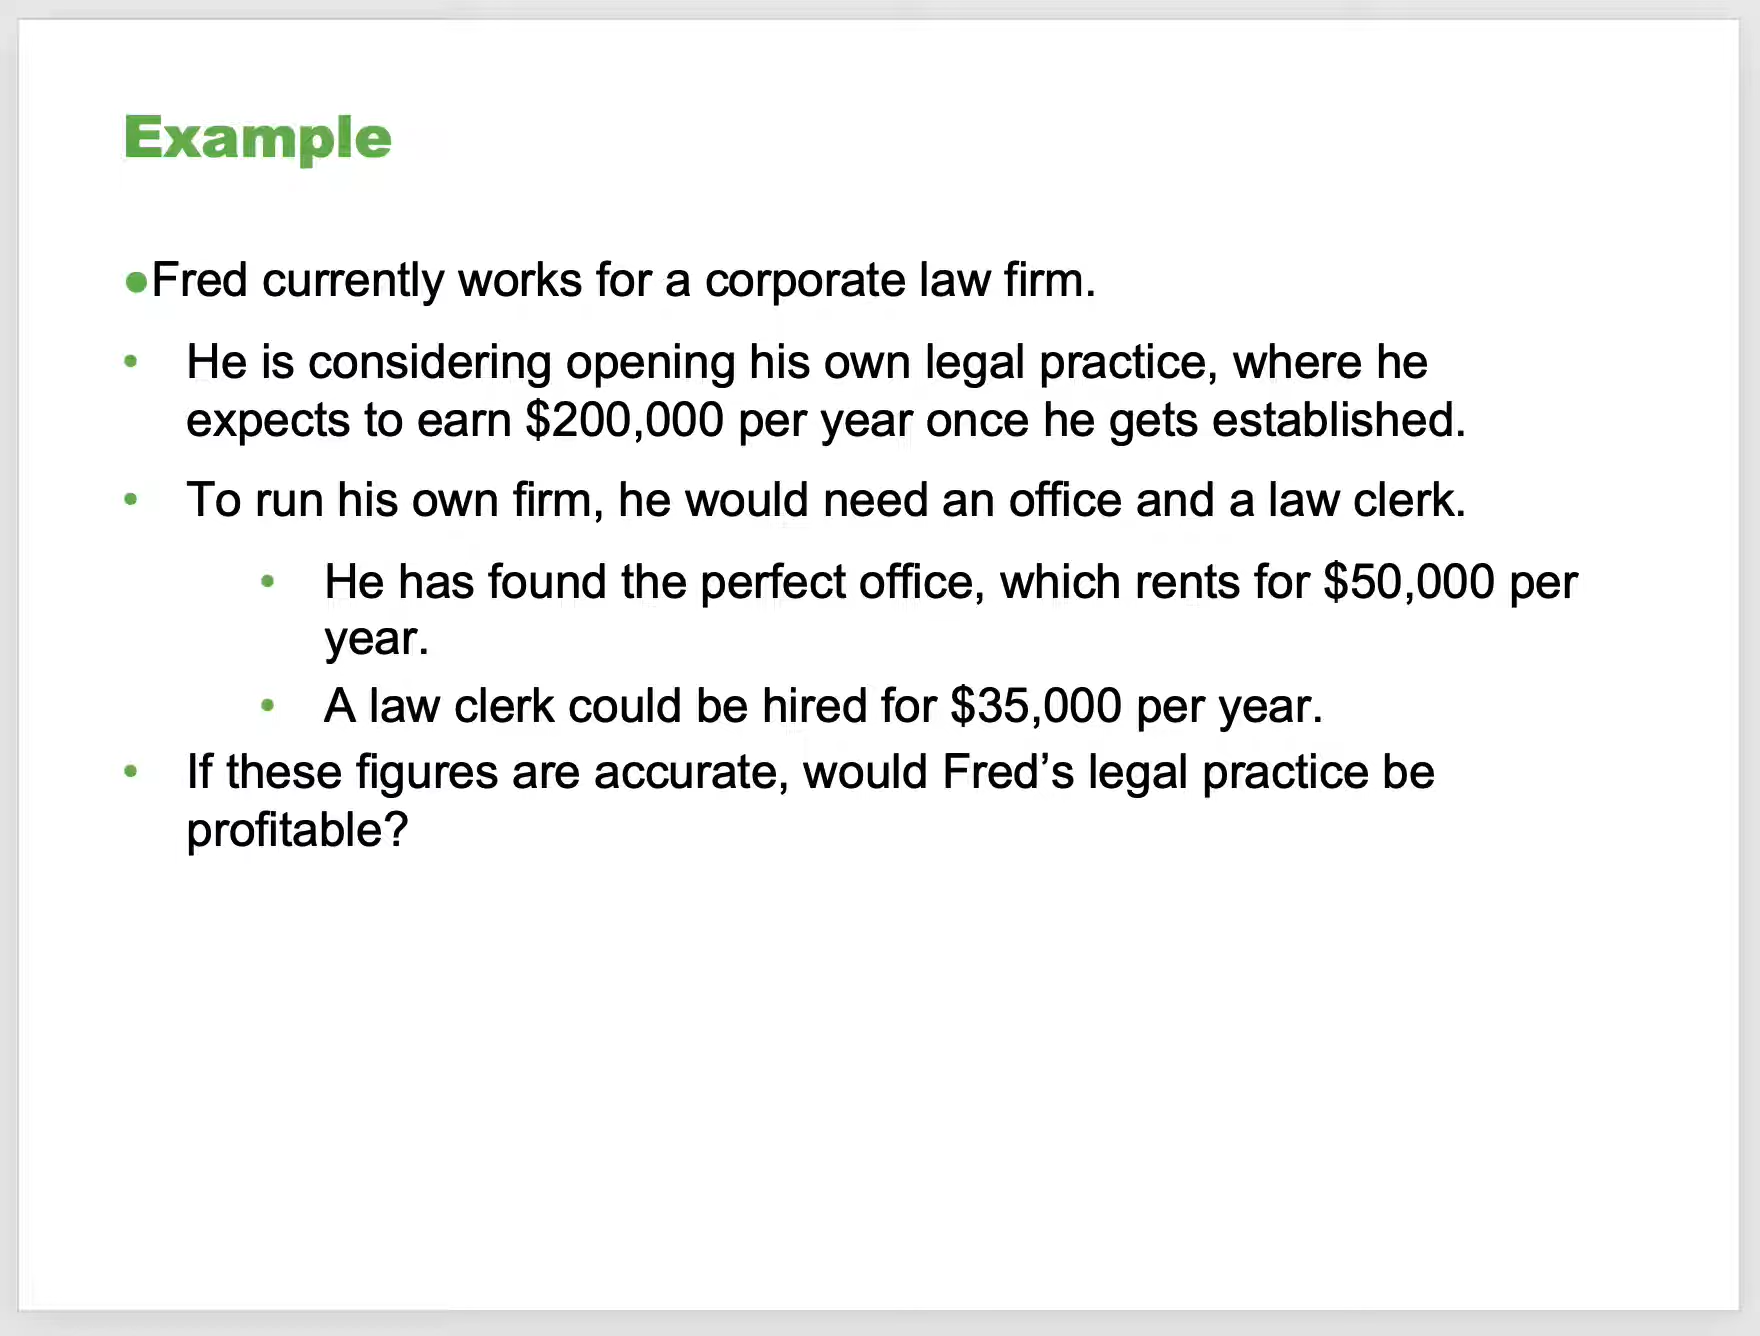 Example
●Fred currently works for a corporate law firm.
• He is considering opening his own legal practice, where he
expects to earn $200,000 per year once he gets established.
• To run his own firm, he would need an office and a law clerk.
• He has found the perfect office, which rents for $50,000 per
year.
• A law clerk could be hired for $35,000 per year.
• If these figures are accurate, would Fred’s legal practice be
profitable?